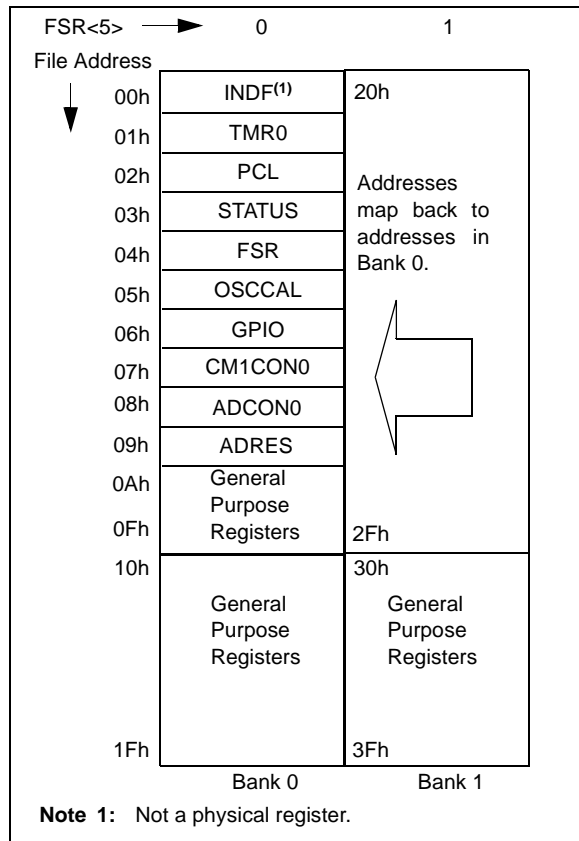 FSR<5> 0 1
File Address
00h INDF(1) 20h
01h TMR0
02h PCL
Addresses
map back to
addresses in
Bank 0.
03h STATUS
04h FSR
05h OSCCAL
06h GPIO
07h CM1CON0
08h ADCON0
09h ADRES
0Ah General
Purpose
0Fh Registers 2Fh
10h 30h
General General
Purpose Purpose
Registers Registers
1Fh 3Fh
Bank 0 Bank 1
Note 1: Not a physical register.